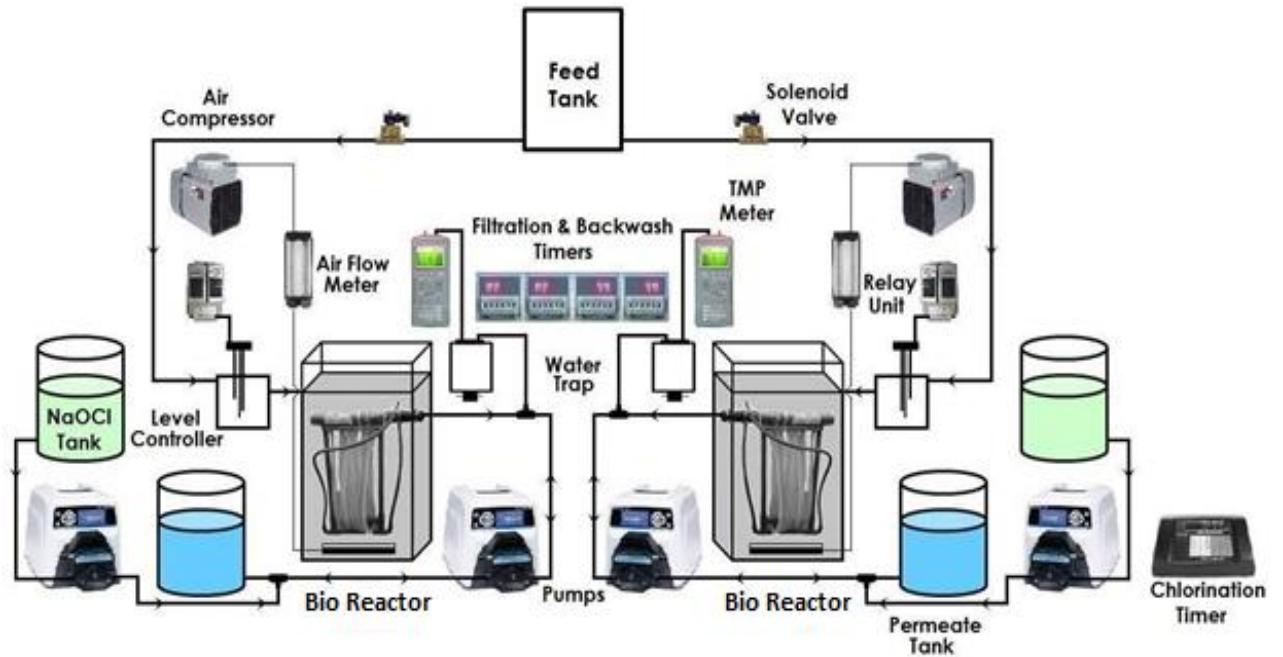 Feed
Tank
Air
Compressor
Solenoid
Valve
TMP
Meter
Filtration & Backwash
Timers
Air Flow
Meter
Relay
Unit
Water
Trap
NaOCl
Tank
Level
Controller
Pumps
Bio Reactor
Bio Reactor
Permeate
Tank
Chlorination
Timer